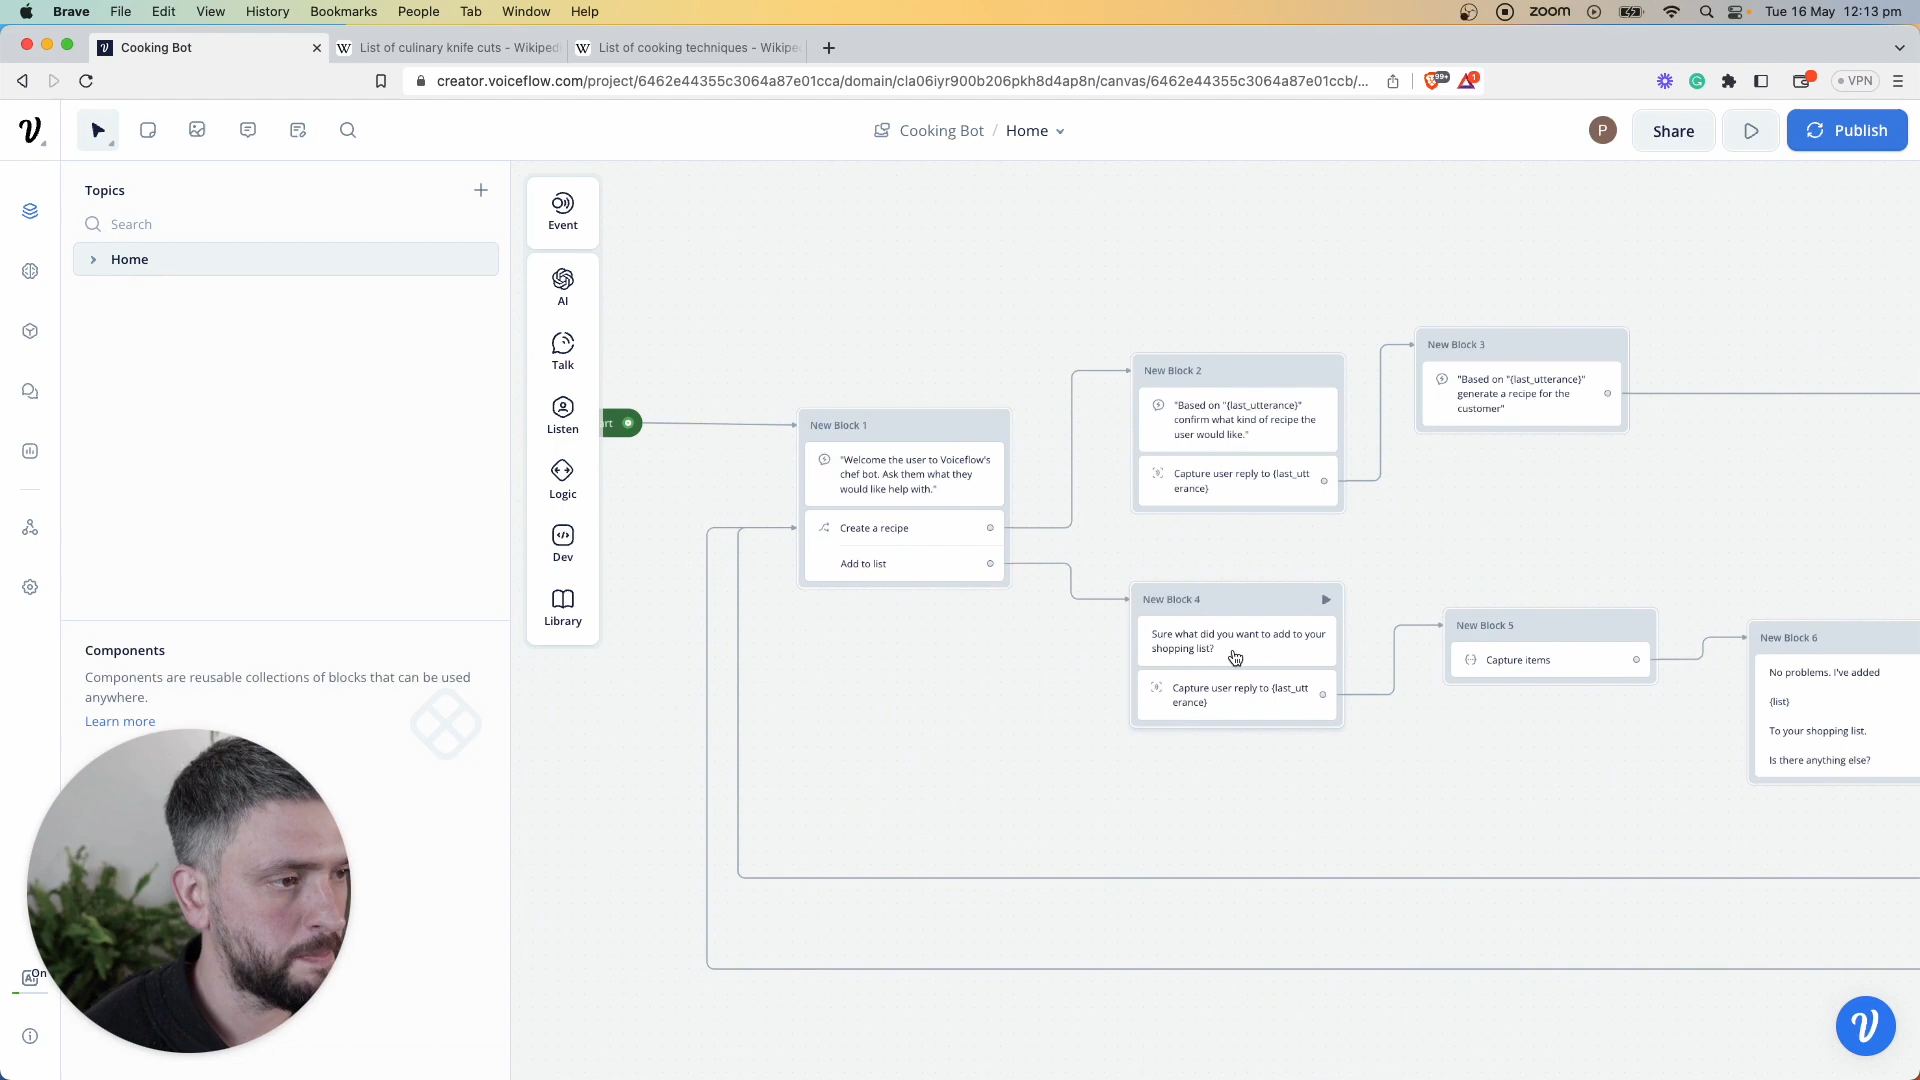 Brave File Edit View History Bookmarks People Tab Window Help
zoom
Tue 16 May 12:13 pm
Cooking Bot
List of culinary knife cuts - Wikiped
List of cooking techniques - Wikipe
creator.voiceflow.com/project/6462e44355c3064a87e01cca/domain/cla06iyr900b206pkh8d4ap8n/canvas/6462e44355c3064a87e01ccb/...
99+
1
VPN
Cooking Bot / Home
P
Share
Publish
Topics
Search
Home
Event
AI
Talk
Listen
Logic
Dev
Library
Components
Components are reusable collections of blocks that can be used
anywhere.
Learn more
On
Ai
rt
New Block 1
"Welcome the user to Voiceflow's
chef bot. Ask them what they
would like help with."
Create a recipe
Add to list
New Block 2
"Based on "{last_utterance}"
confirm what kind of recipe the
user would like."
Capture user reply to {last_utt
erance}
New Block 3
"Based on "{last_utterance}"
generate a recipe for the
customer"
New Block 4
Sure what did you want to add to your
shopping list?
Capture user reply to {last_utt
erance}
New Block 5
Capture items
New Block 6
No problems. I've added
{list}
To your shopping list.
Is there anything else?